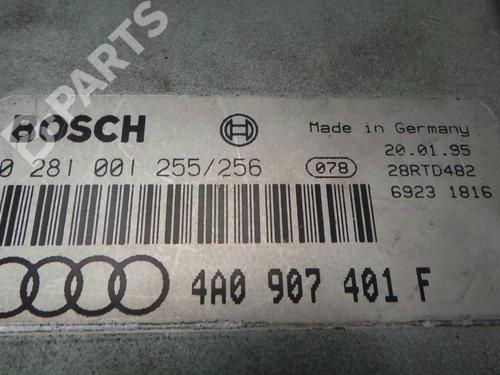 B-PARTS
BOSCH
Made in Germany
0 281 001 255/256
078
20.01.95
28RTD482
6923 1816
4A0 907 401 F